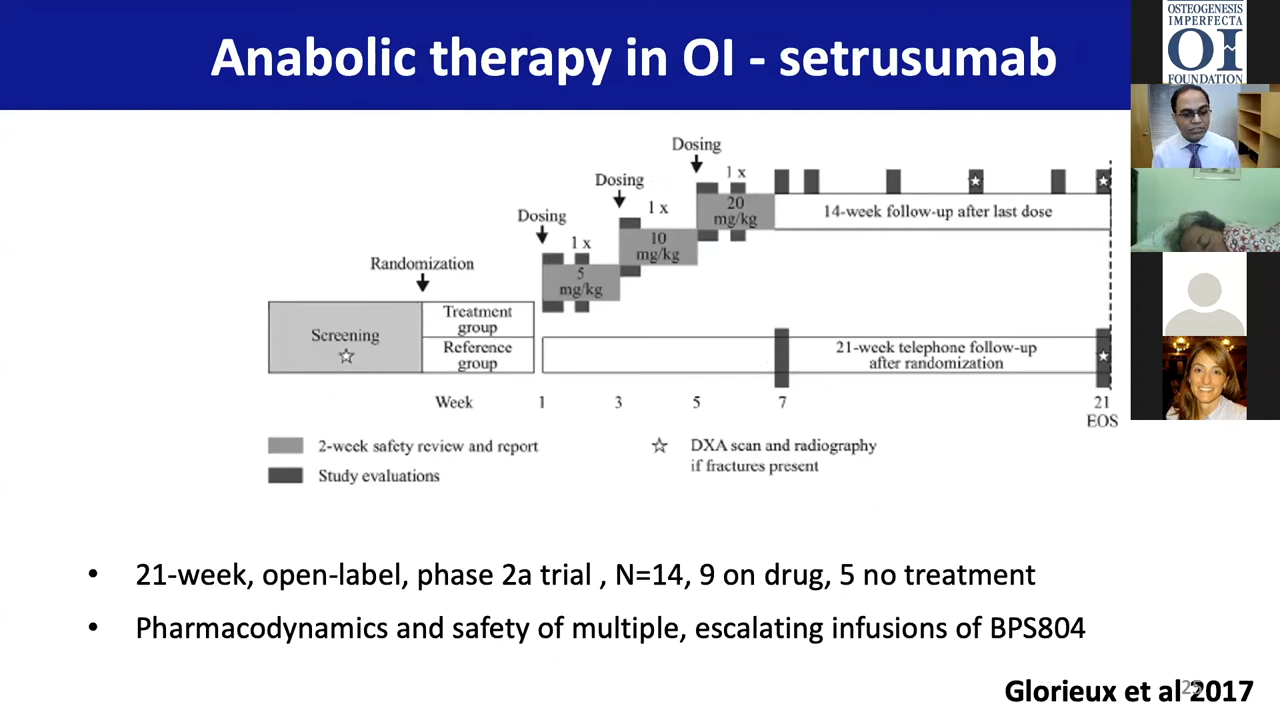 Anabolic therapy in OI - setrusumab
OSTEOGENESIS
IMPERFECTA
OI
FOUNDATION
Dosing
1 x
20
mg/kg
14-week follow-up after last dose
Dosing
1 x
10
mg/kg
Dosing
1 x
5
mg/kg
Randomization
Screening
Treatment
group
Reference
group
21-week telephone follow-up
after randomization
Week 1 3 5 7 21
EOS
2-week safety review and report
Study evaluations
DXA scan and radiography
if fractures present
• 21-week, open-label, phase 2a trial , N=14, 9 on drug, 5 no treatment
• Pharmacodynamics and safety of multiple, escalating infusions of BPS804
Glorieux et al 2017